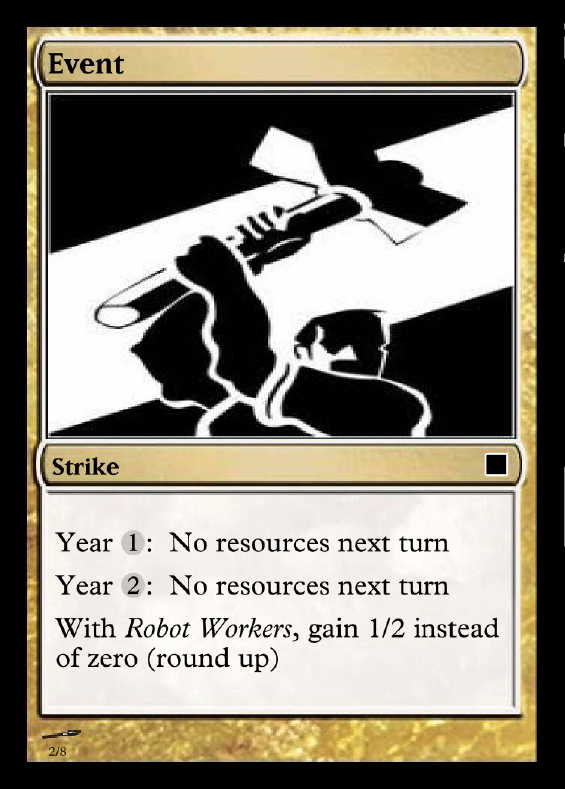 Event
Strike
Year 1: No resources next turn
Year 2: No resources next turn
With Robot Workers, gain 1/2 instead
of zero (round up)
2/8